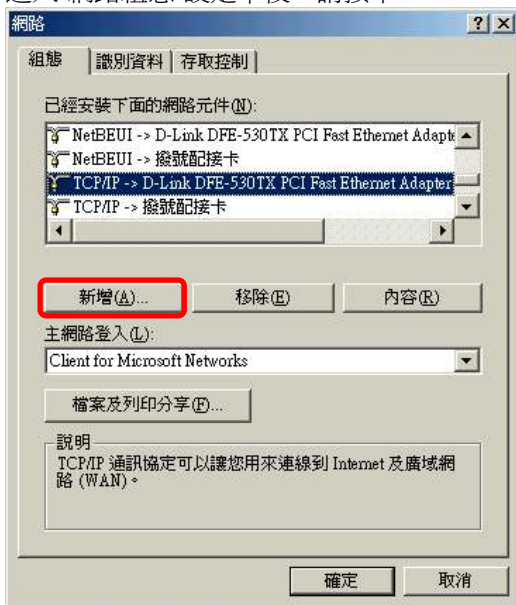 網路
組態 識別資料 存取控制
已經安裝下面的網路元件(N):
NetBEUI -> D-Link DFE-530TX PCI Fast Ethernet Adapte
NetBEUI -> 撥號配接卡
TCP/IP -> D-Link DFE-530TX PCI Fast Ethernet Adapter
TCP/IP -> 撥號配接卡
新增(A)... 移除(E) 內容(R)
主網路登入(L):
Client for Microsoft Networks
檔案及列印分享(F)...
說明
TCP/IP 通訊協定可以讓您用來連線到 Internet 及廣域網
路 (WAN)。
確定 取消